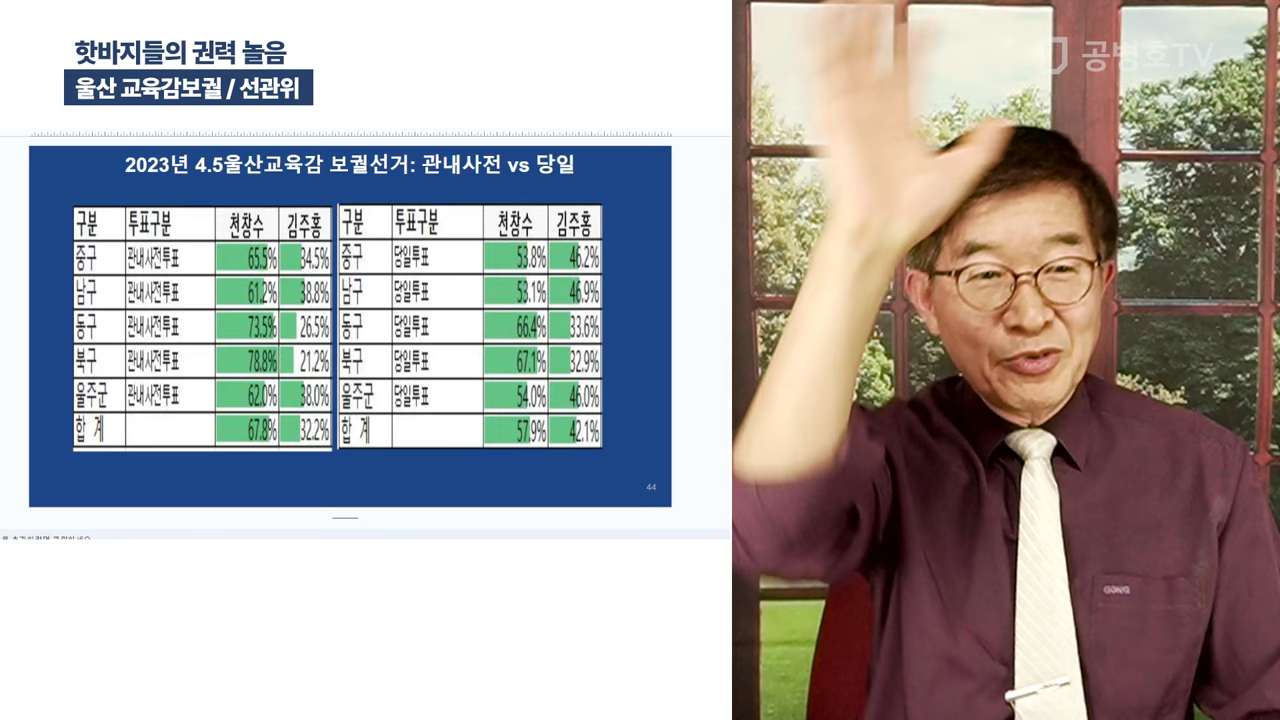 핫바지들의 권력 놀음
울산 교육감보궐 / 선관위
공병호TV
2023년 4.5울산교육감 보궐선거: 관내사전 vs 당일
구분 투표구분 천창수 김주홍
중구 관내사전투표 65.5% 34.5%
남구 관내사전투표 61.2% 38.8%
동구 관내사전투표 73.5% 26.5%
북구 관내사전투표 78.8% 21.2%
울주군 관내사전투표 62.0% 38.0%
합 계 67.8% 32.2%
구분 투표구분 천창수 김주홍
중구 당일투표 53.8% 46.2%
남구 당일투표 53.1% 46.9%
동구 당일투표 66.4% 33.6%
북구 당일투표 67.1% 32.9%
울주군 당일투표 54.0% 46.0%
합 계 57.9% 42.1%
44
GONG